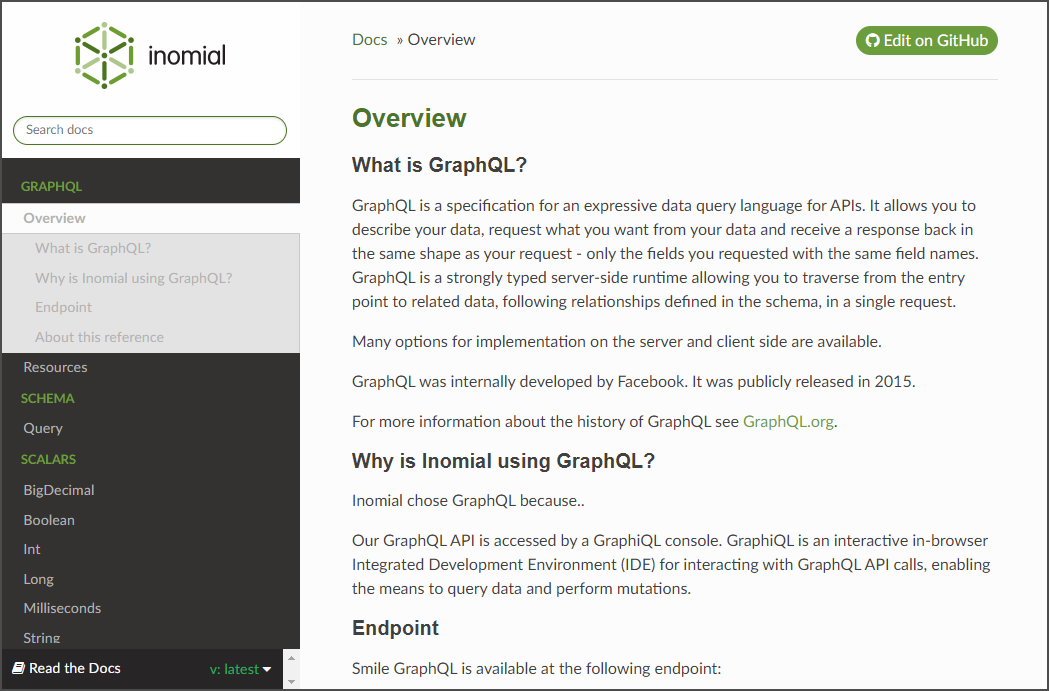 inomial
Search docs
GRAPHQL
Overview
What is GraphQL?
Why is Inomial using GraphQL?
Endpoint
About this reference
Resources
SCHEMA
Query
SCALARS
BigDecimal
Boolean
Int
Long
Milliseconds
String
Read the Docs
v: latest
Docs » Overview
Edit on GitHub
Overview
What is GraphQL?
GraphQL is a specification for an expressive data query language for APIs. It allows you to
describe your data, request what you want from your data and receive a response back in
the same shape as your request - only the fields you requested with the same field names.
GraphQL is a strongly typed server-side runtime allowing you to traverse from the entry
point to related data, following relationships defined in the schema, in a single request.
Many options for implementation on the server and client side are available.
GraphQL was internally developed by Facebook. It was publicly released in 2015.
For more information about the history of GraphQL see GraphQL.org.
Why is Inomial using GraphQL?
Inomial chose GraphQL because..
Our GraphQL API is accessed by a GraphiQL console. GraphiQL is an interactive in-browser
Integrated Development Environment (IDE) for interacting with GraphQL API calls, enabling
the means to query data and perform mutations.
Endpoint
Smile GraphQL is available at the following endpoint: